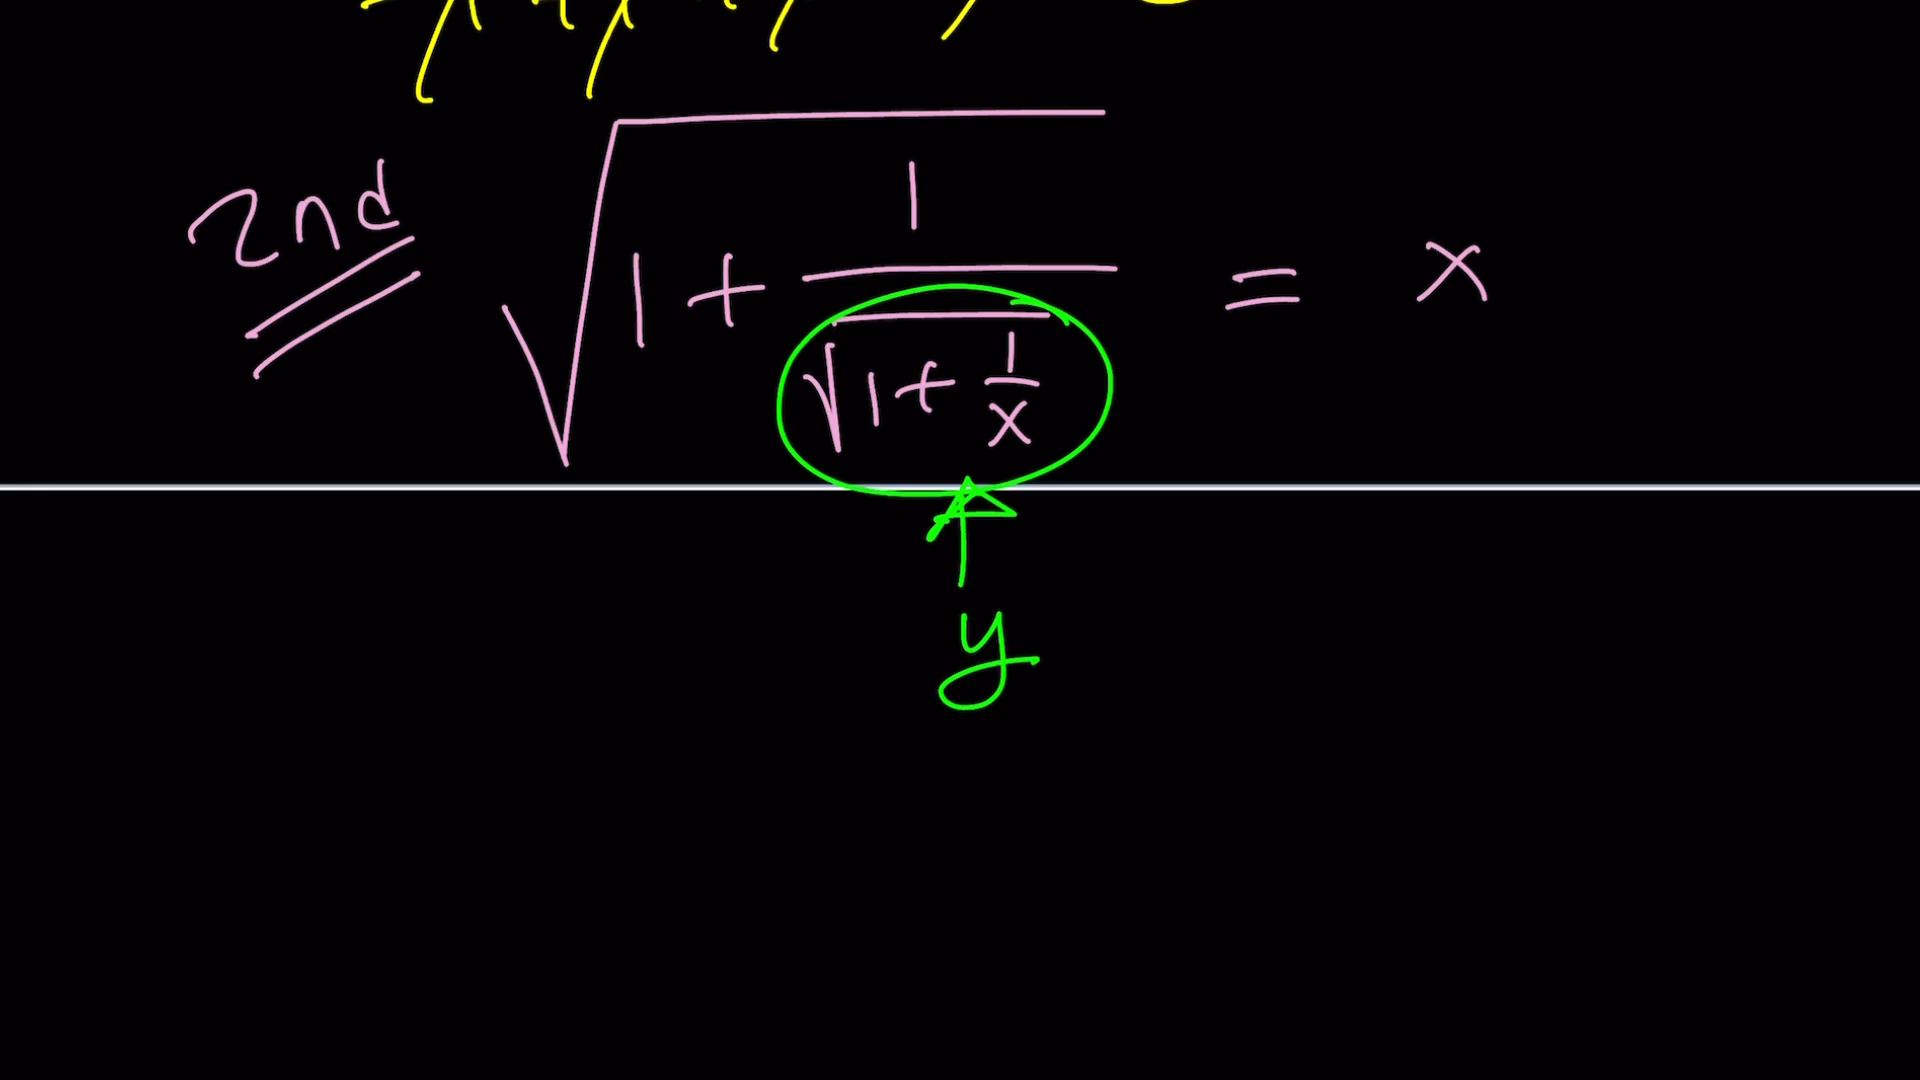 2nd √(1 + 1/√(1 + 1/x)) = x
y